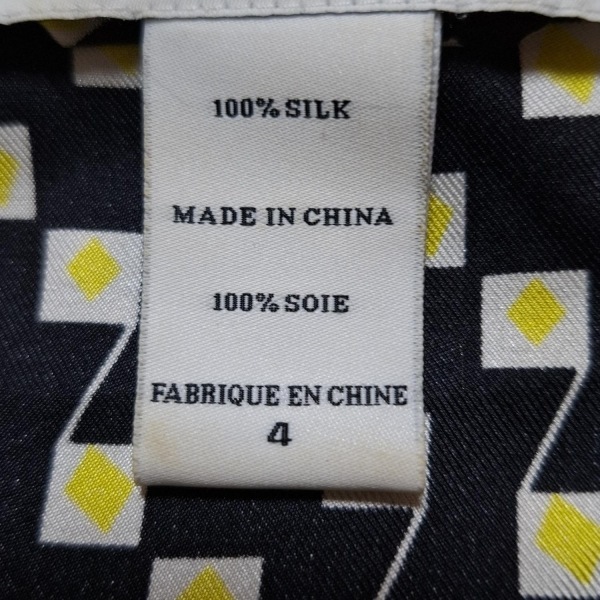 100% SILK
MADE IN CHINA
100% SOIE
FABRIQUE EN CHINE
4